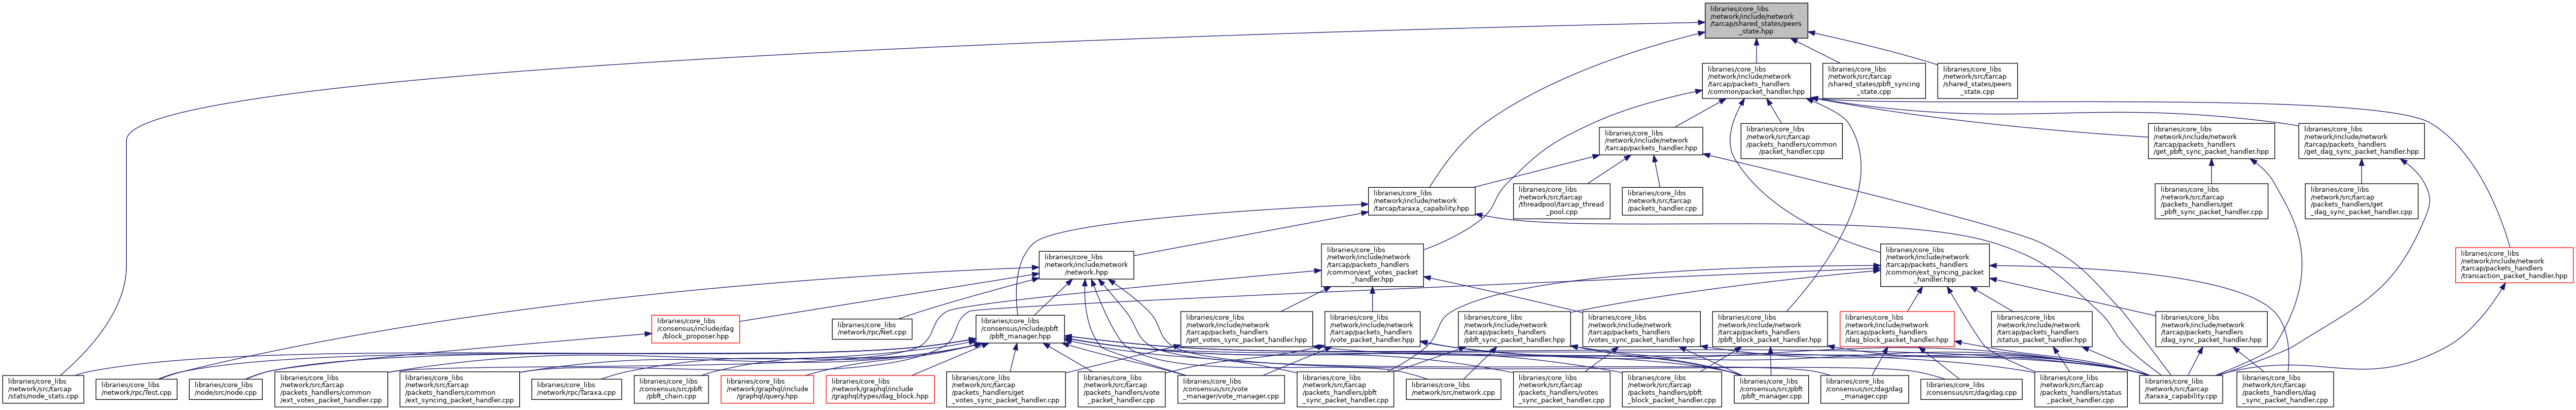 libraries/core_libs
/network/include/network
/tarcap/shared_states/peers
_state.hpp
libraries/core_libs
/network/include/network
/tarcap/packets_handlers
/common/packet_handler.hpp
libraries/core_libs
/network/src/tarcap
/shared_states/pbft_syncing
_state.cpp
libraries/core_libs
/network/src/tarcap
/shared_states/peers
_state.cpp
libraries/core_libs
/network/include/network
/tarcap/packets_handler.hpp
libraries/core_libs
/network/src/tarcap
/packets_handlers/common
/packet_handler.cpp
libraries/core_libs
/network/include/network
/tarcap/packets_handlers
/get_pbft_sync_packet_handler.hpp
libraries/core_libs
/network/include/network
/tarcap/packets_handlers
/get_dag_sync_packet_handler.hpp
libraries/core_libs
/network/include/network
/tarcap/taraxa_capability.hpp
libraries/core_libs
/network/src/tarcap
/threadpool/tarcap_thread
_pool.cpp
libraries/core_libs
/network/src/tarcap
/packets_handler.cpp
libraries/core_libs
/network/src/tarcap
/packets_handlers/get
_pbft_sync_packet_handler.cpp
libraries/core_libs
/network/src/tarcap
/packets_handlers/get
_dag_sync_packet_handler.cpp
libraries/core_libs
/network/include/network
/network.hpp
libraries/core_libs
/network/include/network
/tarcap/packets_handlers
/common/ext_votes_packet
_handler.hpp
libraries/core_libs
/network/include/network
/tarcap/packets_handlers
/common/ext_syncing_packet
_handler.hpp
libraries/core_libs
/network/include/network
/tarcap/packets_handlers
/transaction_packet_handler.hpp
libraries/core_libs
/consensus/include/dag
/block_proposer.hpp
libraries/core_libs
/network/rpc/Net.cpp
libraries/core_libs
/consensus/include/pbft
/pbft_manager.hpp
libraries/core_libs
/network/include/network
/tarcap/packets_handlers
/get_votes_sync_packet_handler.hpp
libraries/core_libs
/network/include/network
/tarcap/packets_handlers
/vote_packet_handler.hpp
libraries/core_libs
/network/include/network
/tarcap/packets_handlers
/pbft_sync_packet_handler.hpp
libraries/core_libs
/network/include/network
/tarcap/packets_handlers
/votes_sync_packet_handler.hpp
libraries/core_libs
/network/include/network
/tarcap/packets_handlers
/pbft_block_packet_handler.hpp
libraries/core_libs
/network/include/network
/tarcap/packets_handlers
/dag_block_packet_handler.hpp
libraries/core_libs
/network/include/network
/tarcap/packets_handlers
/status_packet_handler.hpp
libraries/core_libs
/network/include/network
/tarcap/packets_handlers
/dag_sync_packet_handler.hpp
libraries/core_libs
/network/src/tarcap
/stats/node_stats.cpp
libraries/core_libs
/network/rpc/Test.cpp
libraries/core_libs
/node/src/node.cpp
libraries/core_libs
/network/src/tarcap
/packets_handlers/common
/ext_votes_packet_handler.cpp
libraries/core_libs
/network/src/tarcap
/packets_handlers/common
/ext_syncing_packet_handler.cpp
libraries/core_libs
/network/rpc/Taraxa.cpp
libraries/core_libs
/consensus/src/pbft
/pbft_chain.cpp
libraries/core_libs
/network/graphql/include
/graphql/query.hpp
libraries/core_libs
/network/graphql/include
/graphql/types/dag_block.hpp
libraries/core_libs
/network/src/tarcap
/packets_handlers/get
_votes_sync_packet_handler.cpp
libraries/core_libs
/network/src/tarcap
/packets_handlers/vote
_packet_handler.cpp
libraries/core_libs
/consensus/src/vote
_manager/vote_manager.cpp
libraries/core_libs
/network/src/tarcap
/packets_handlers/pbft
_sync_packet_handler.cpp
libraries/core_libs
/network/src/network.cpp
libraries/core_libs
/network/src/tarcap
/packets_handlers/votes
_sync_packet_handler.cpp
libraries/core_libs
/network/src/tarcap
/packets_handlers/pbft
_block_packet_handler.cpp
libraries/core_libs
/consensus/src/pbft
/pbft_manager.cpp
libraries/core_libs
/consensus/src/dag/dag
_manager.cpp
libraries/core_libs
/consensus/src/dag/dag.cpp
libraries/core_libs
/network/src/tarcap
/packets_handlers/status
_packet_handler.cpp
libraries/core_libs
/network/src/tarcap
/taraxa_capability.cpp
libraries/core_libs
/network/src/tarcap
/packets_handlers/dag
_sync_packet_handler.cpp